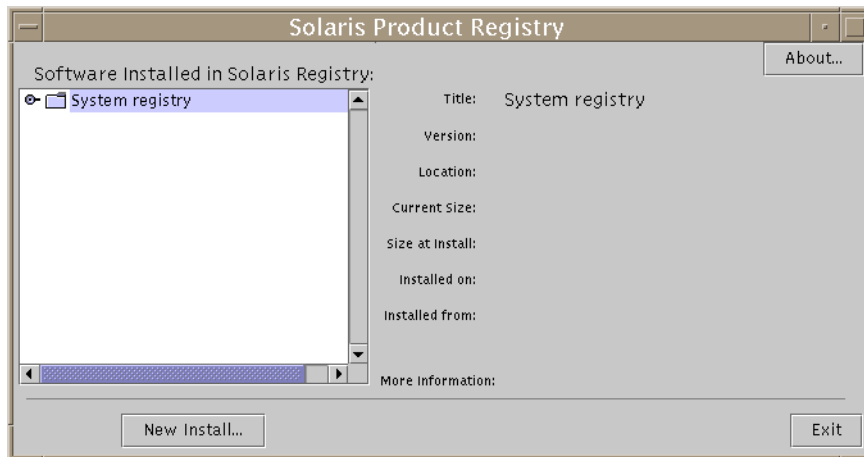 Solaris Product Registry
About...
Software Installed in Solaris Registry:
System registry
Title: System registry
Version:
Location:
Current Size:
Size at Install:
Installed on:
Installed from:
More Information:
New Install...
Exit